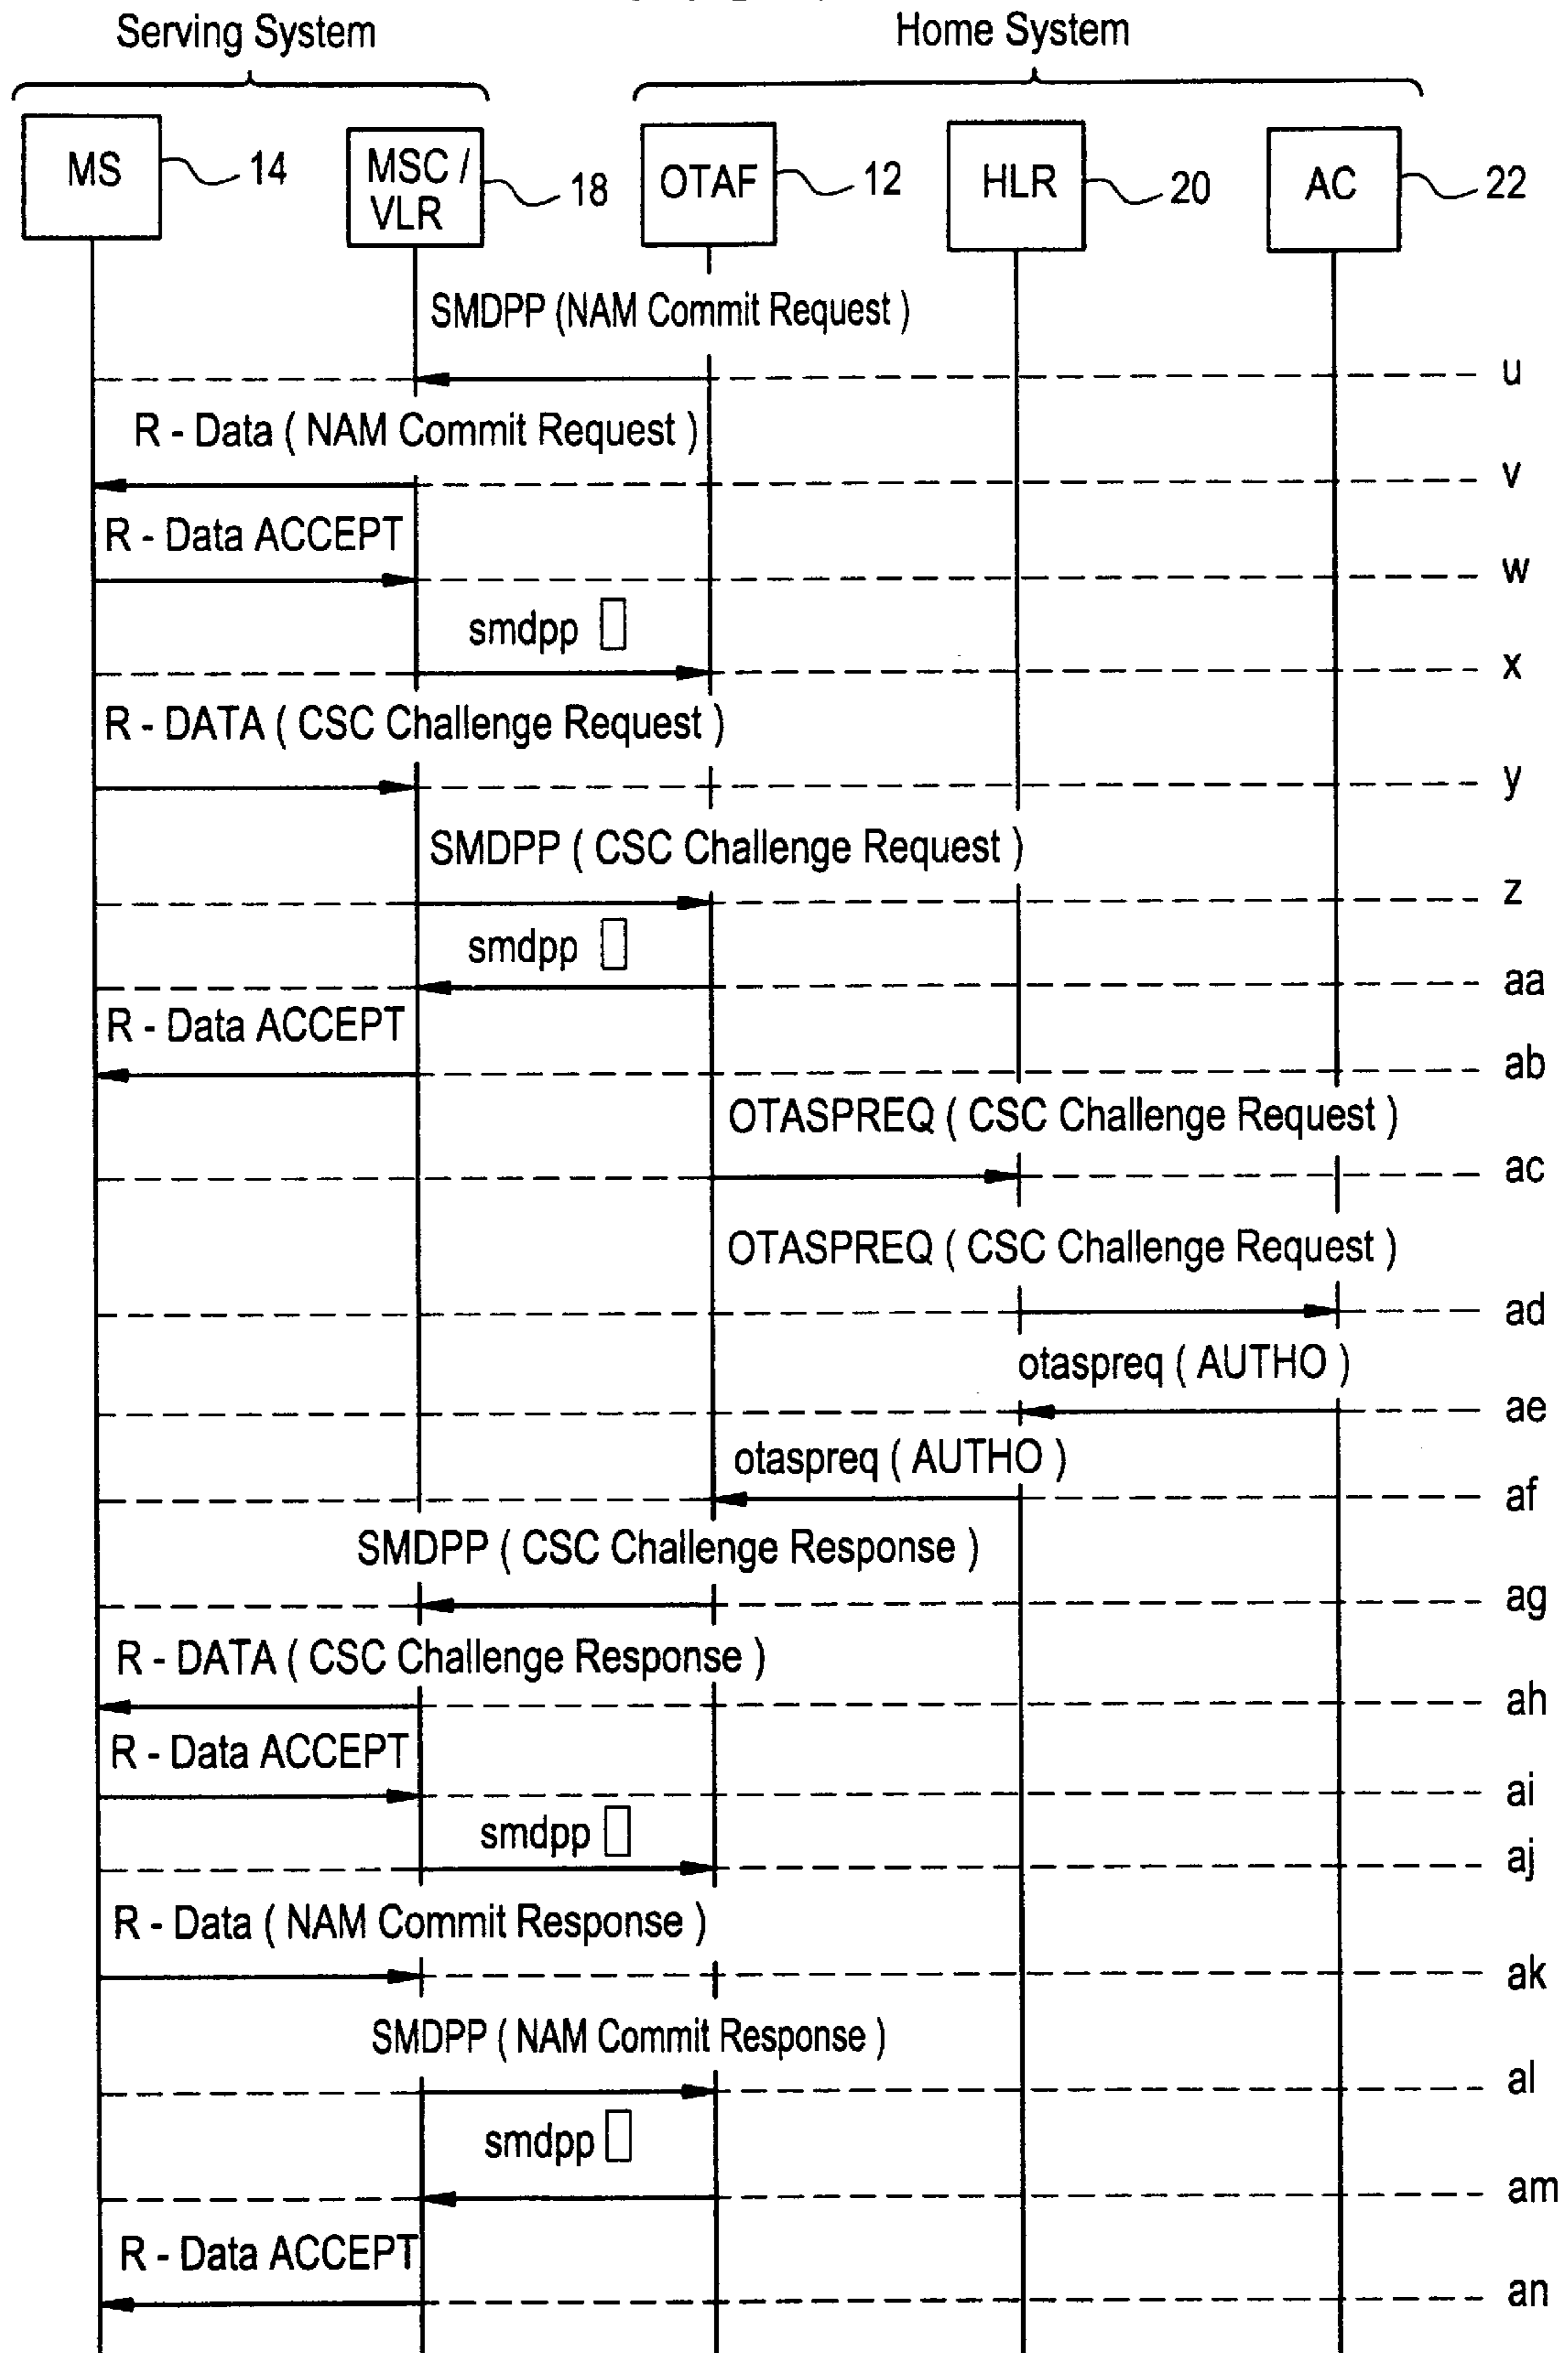 Serving System
Home System
MS
14
MSC /
VLR
18
OTAF
12
HLR
20
AC
22
SMDPP (NAM Commit Request )
u
R - Data ( NAM Commit Request )
v
R - Data ACCEPT
w
smdpp []
x
R - DATA ( CSC Challenge Request )
y
SMDPP ( CSC Challenge Request )
z
smdpp []
aa
R - Data ACCEPT
ab
OTASPREQ ( CSC Challenge Request )
ac
OTASPREQ ( CSC Challenge Request )
ad
otaspreq ( AUTHO )
ae
otaspreq ( AUTHO )
af
SMDPP ( CSC Challenge Response )
ag
R - DATA ( CSC Challenge Response )
ah
R - Data ACCEPT
ai
smdpp []
aj
R - Data ( NAM Commit Response )
ak
SMDPP ( NAM Commit Response )
al
smdpp []
am
R - Data ACCEPT
an